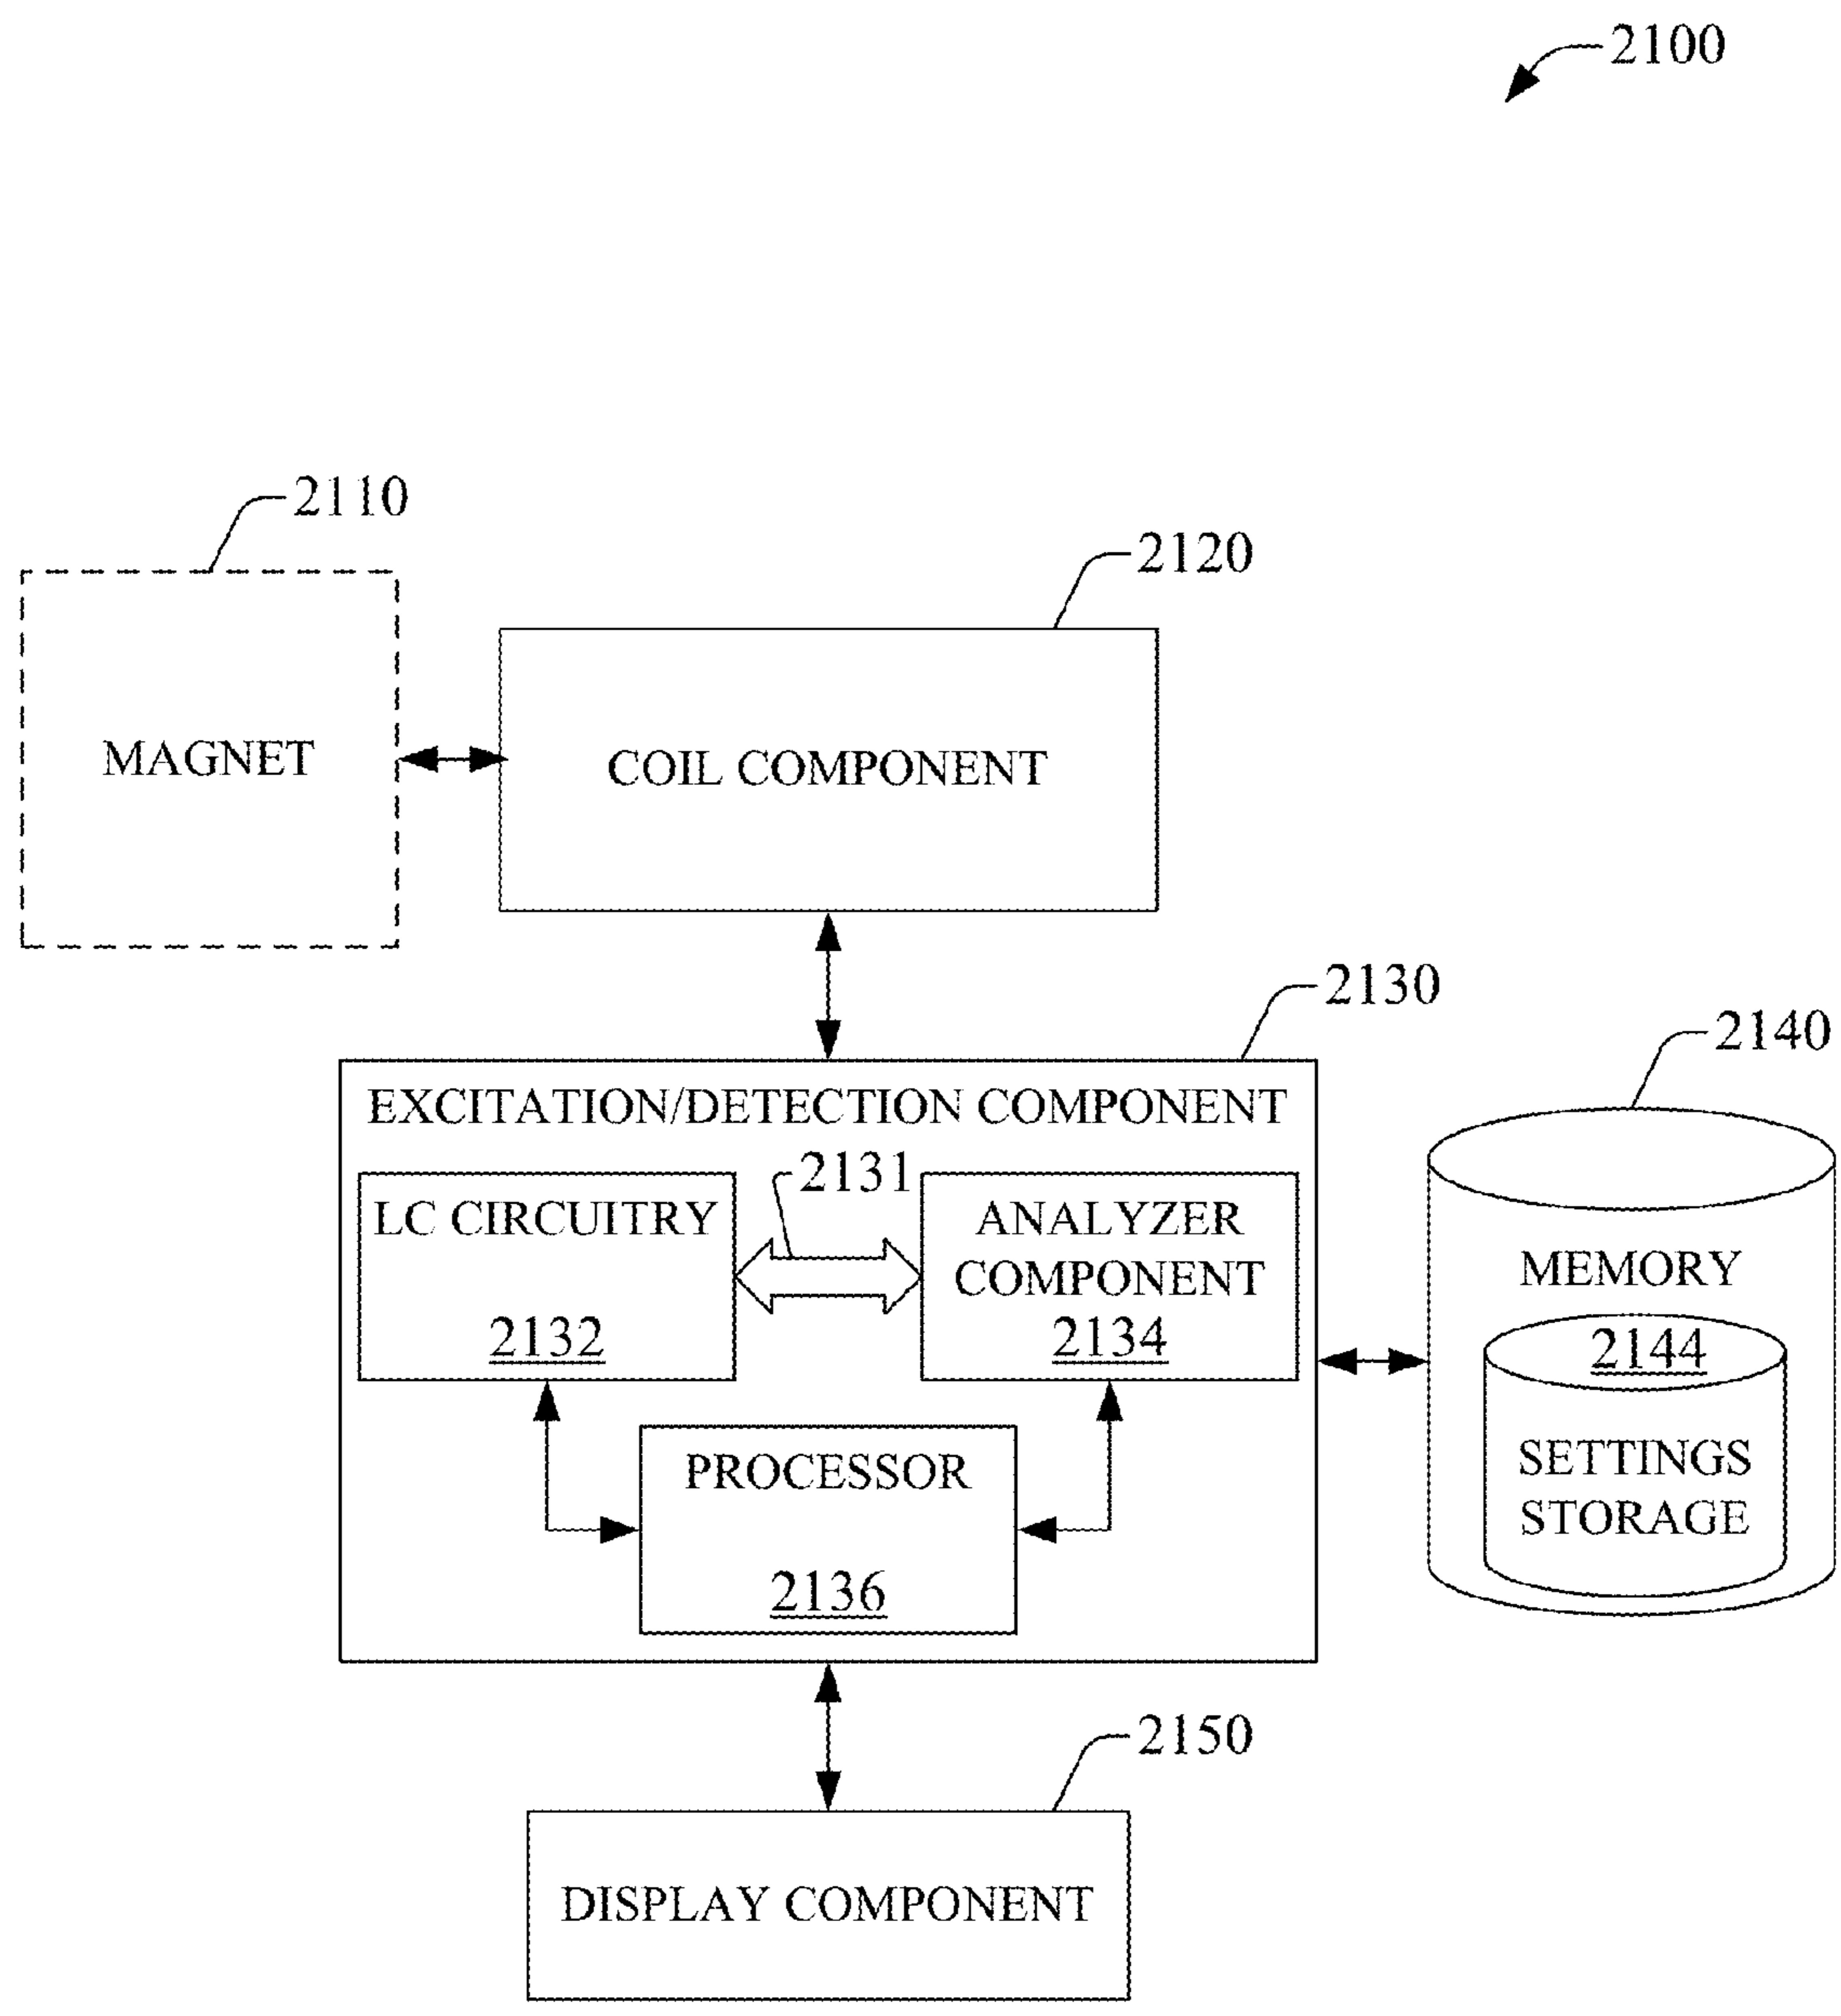 2100
2110
2120
MAGNET
COIL COMPONENT
2130
2140
EXCITATION/DETECTION COMPONENT
2131
LC CIRCUITRY
2132
ANALYZER
COMPONENT
2134
MEMORY
2144
SETTINGS
STORAGE
PROCESSOR
2136
2150
DISPLAY COMPONENT